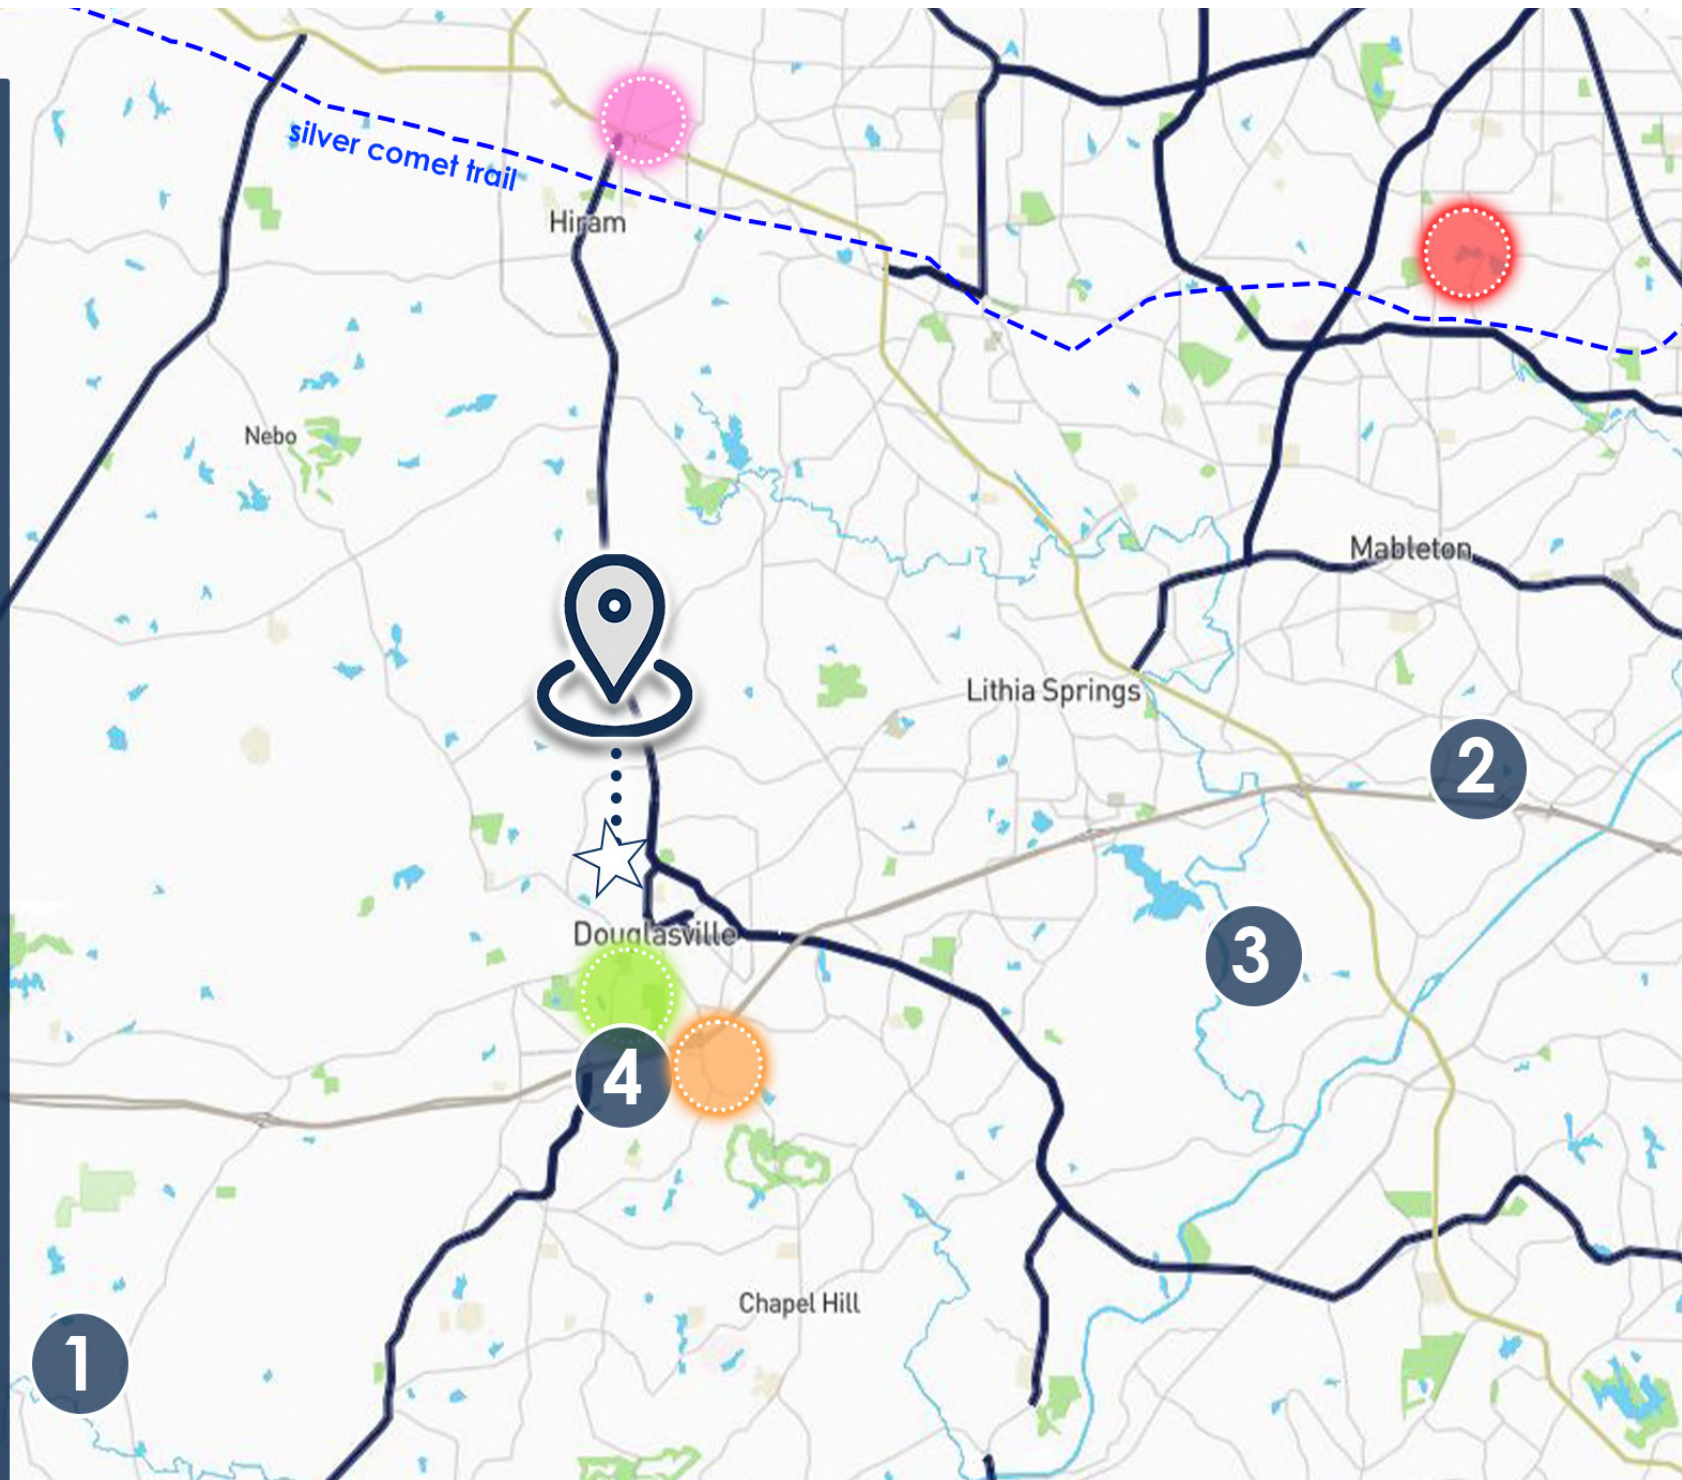 silver comet trail
Hiram
Nebo
Mableton
Lithia Springs
2
Douglasville
3
4
Chapel Hill
1